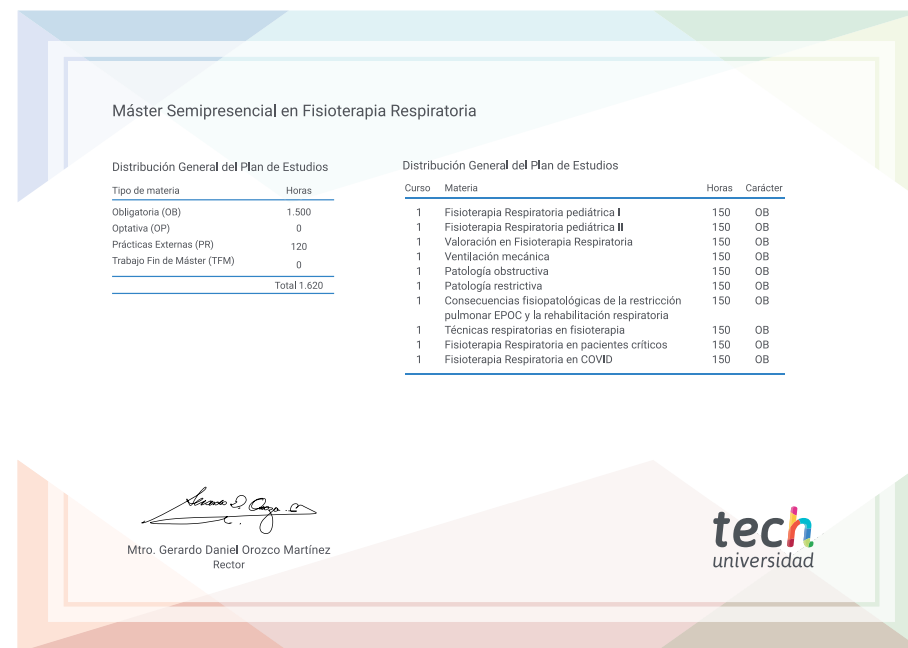 Máster Semipresencial en Fisioterapia Respiratoria
Distribución General del Plan de Estudios
Tipo de materia Horas
Obligatoria (OB) 1.500
Optativa (OP) 0
Prácticas Externas (PR) 120
Trabajo Fin de Máster (TFM) 0
Total 1.620
Distribución General del Plan de Estudios
Curso Materia Horas Carácter
1 Fisioterapia Respiratoria pediátrica I 150 OB
1 Fisioterapia Respiratoria pediátrica II 150 OB
1 Valoración en Fisioterapia Respiratoria 150 OB
1 Ventilación mecánica 150 OB
1 Patología obstructiva 150 OB
1 Patología restrictiva 150 OB
1 Consecuencias fisiopatológicas de la restricción 150 OB
pulmonar EPOC y la rehabilitación respiratoria
1 Técnicas respiratorias en fisioterapia 150 OB
1 Fisioterapia Respiratoria en pacientes críticos 150 OB
1 Fisioterapia Respiratoria en COVID 150 OB
Mtro. Gerardo Daniel Orozco Martínez
Rector
tech
universidad